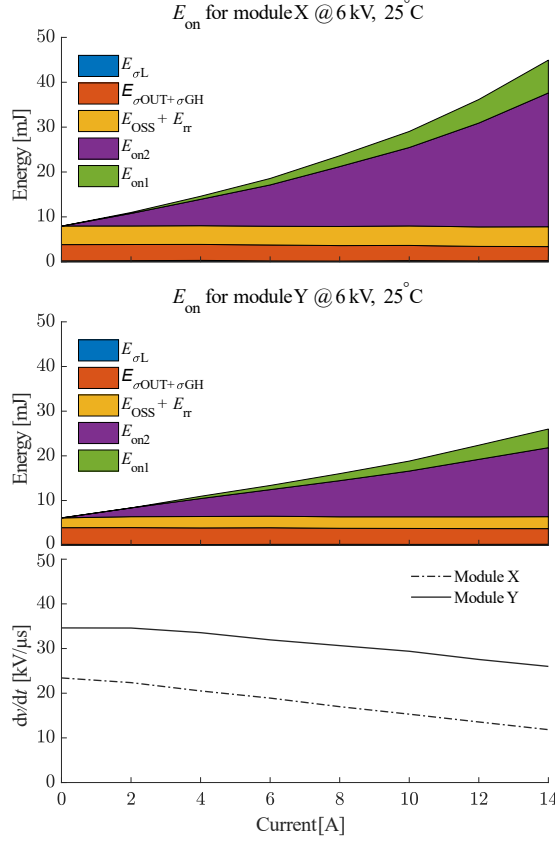 E_on for module X @ 6 kV, 25°C
50
40
30
20
10
0
Energy [mJ]
E_σL
E_σOUT+σGH
E_OSS + E_rr
E_on2
E_on1
E_on for module Y @ 6 kV, 25°C
50
40
30
20
10
0
Energy [mJ]
E_σL
E_σOUT+σGH
E_OSS + E_rr
E_on2
E_on1
50
40
30
20
10
0
dv/dt [kV/μs]
Module X
Module Y
0 2 4 6 8 10 12 14
Current [A]